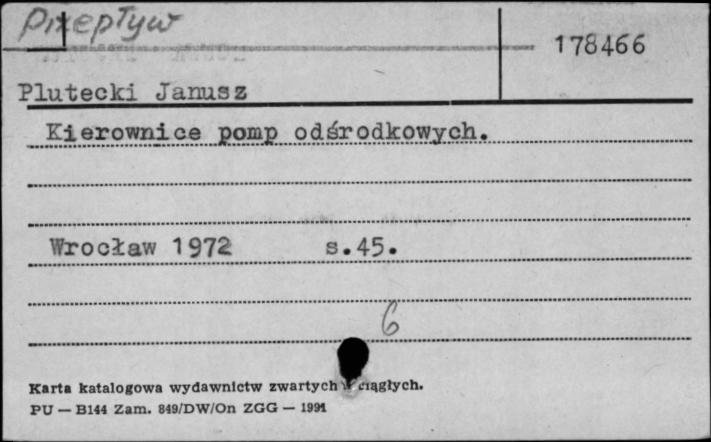 Przepływ
178466
Plutecki Janusz
Kierownice pomp odśrodkowych.
Wrocław 1972 s.45.
6
Karta katalogowa wydawnictw zwartych i ciągłych.
PU — B144 Zam. 849/DW/On ZGG — 1991